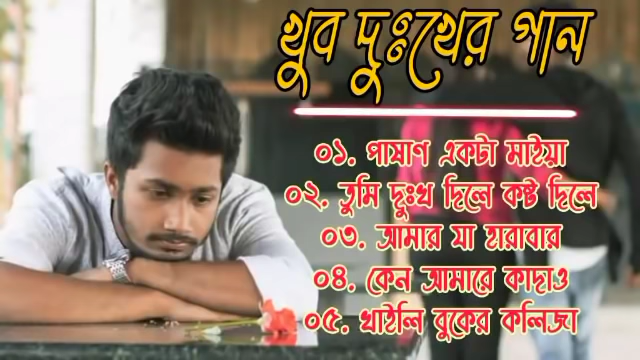 খুব দুঃখের গান
০১. পাষাণ একটা মাইয়া
০২. তুমি দুঃখ দিলে কষ্ট দিলে
০৩. আমার যা হারাবার
০৪. কেন আমারে কাদাও
০৫. খাইলি বুকের কলিজা